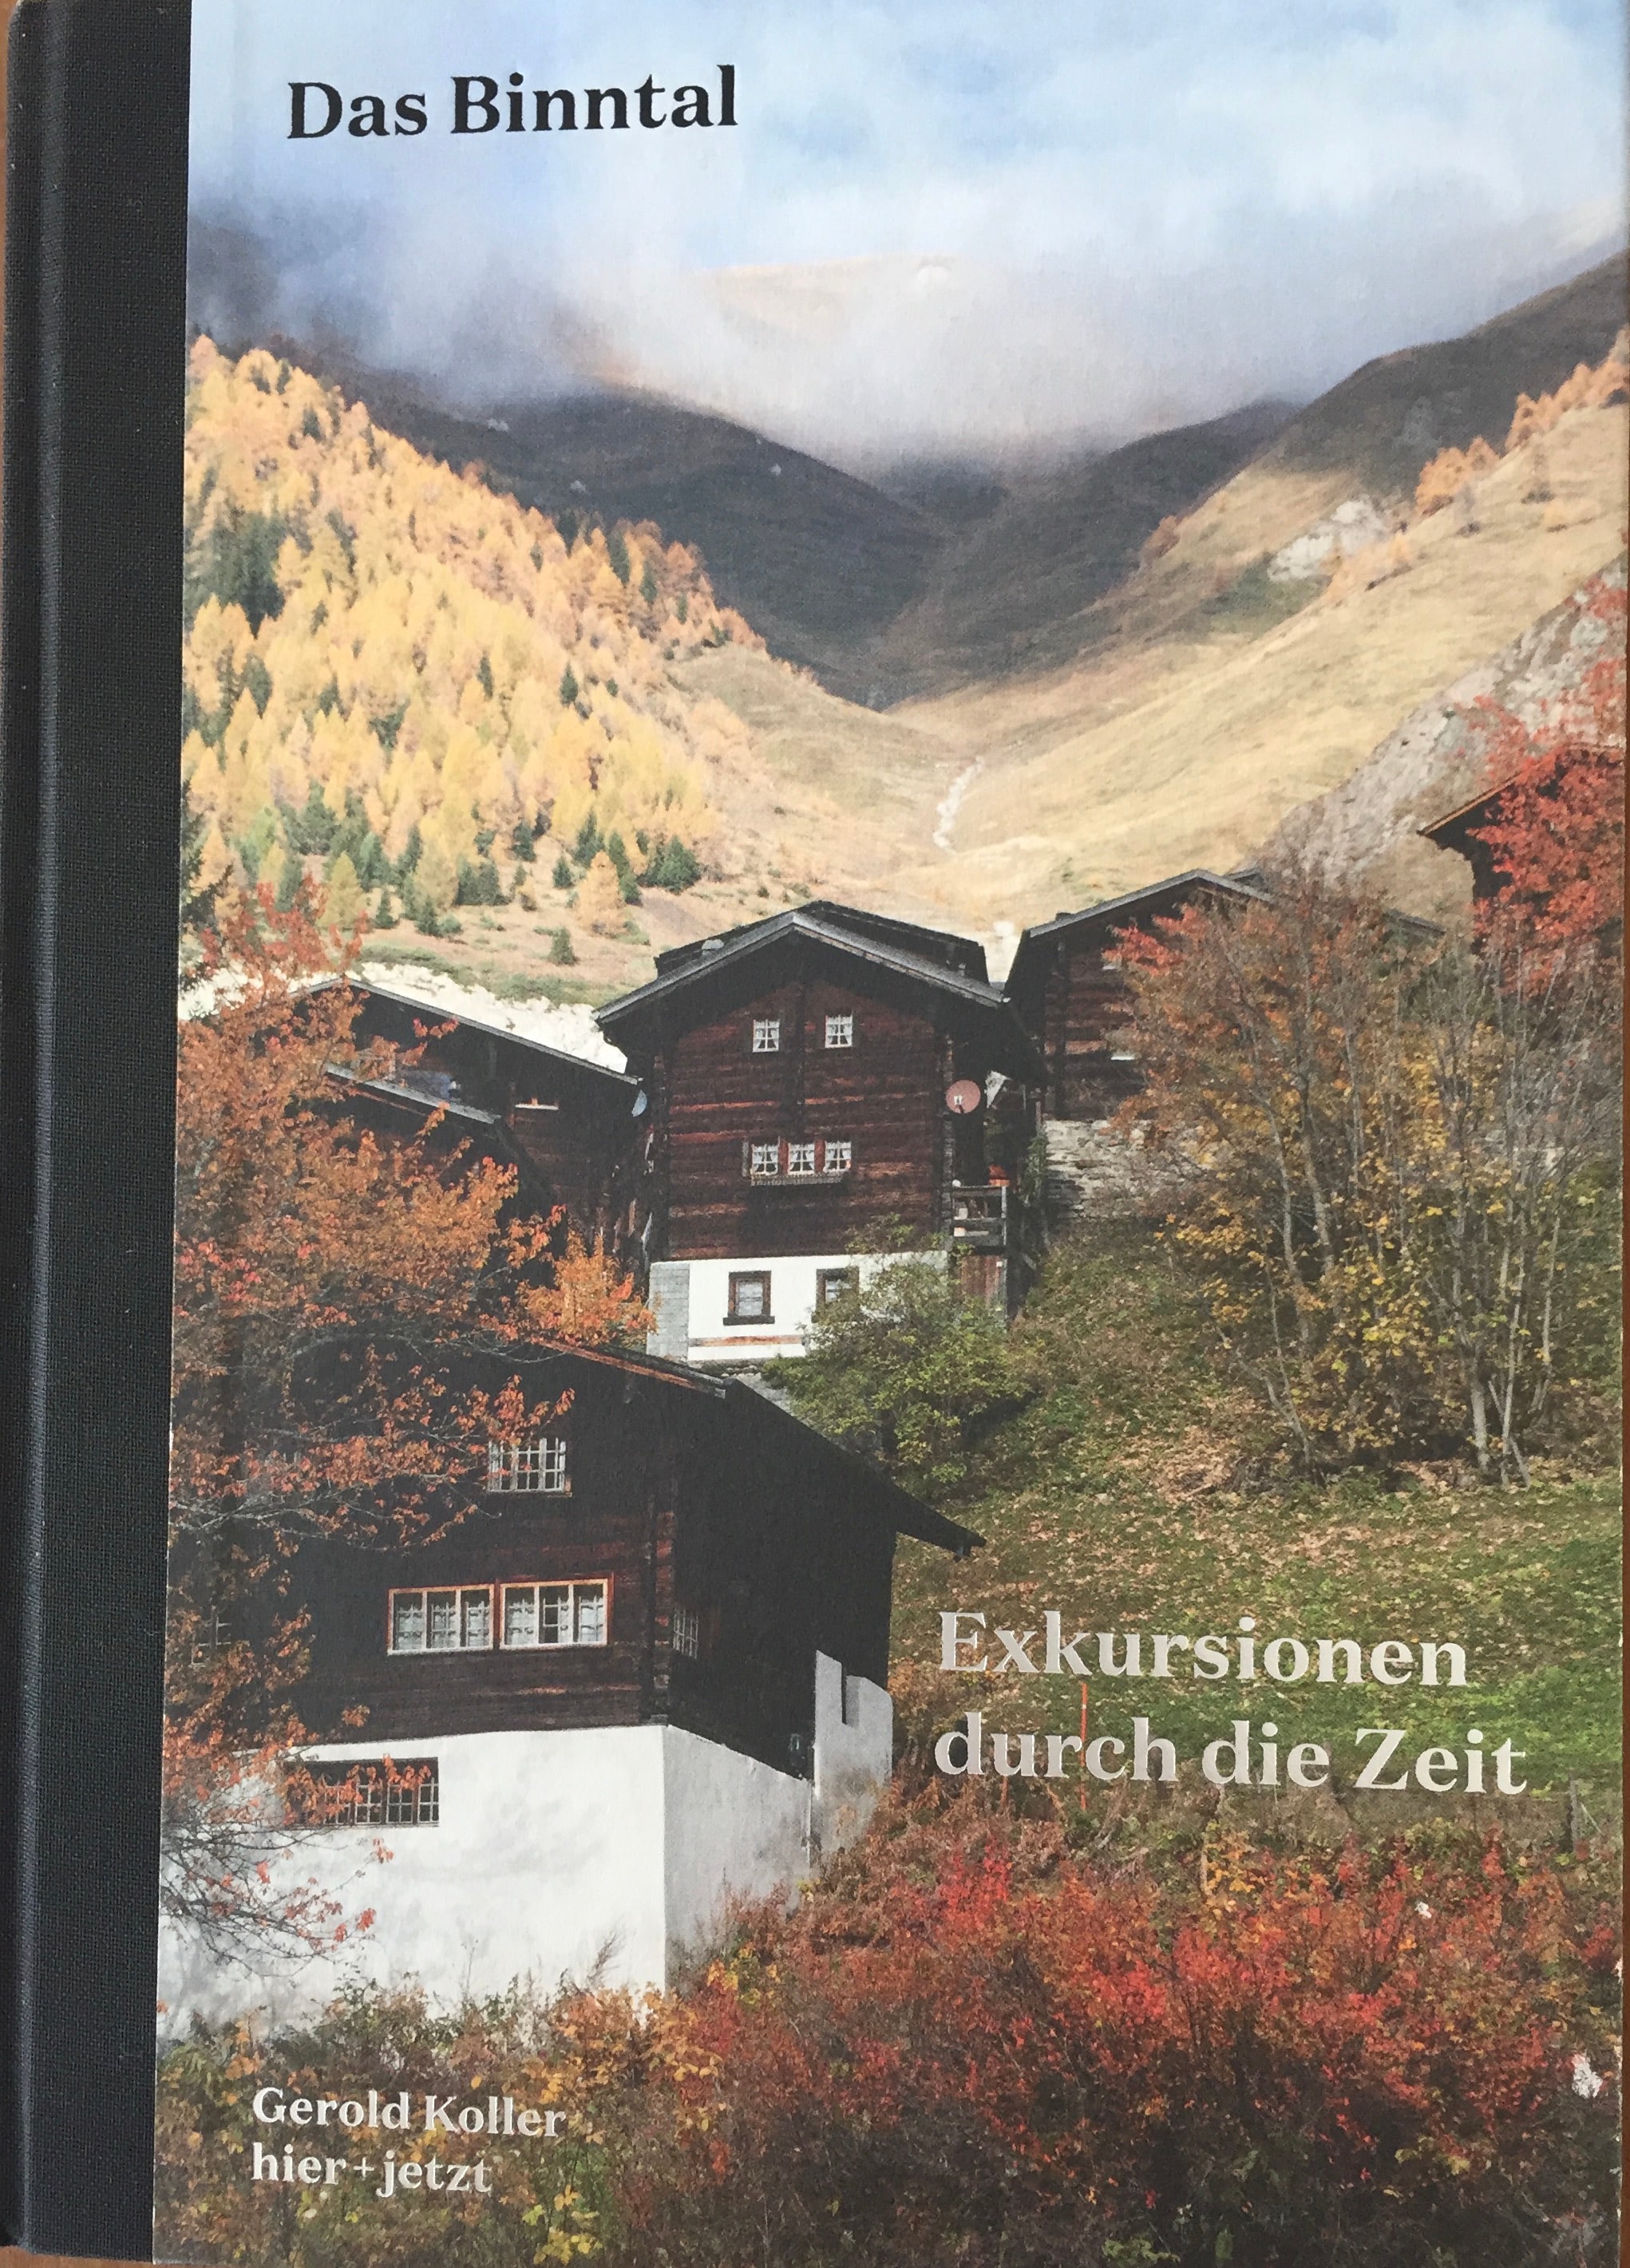 Das Binntal
Exkursionen
durch die Zeit
Gerold Koller
hier+jetzt